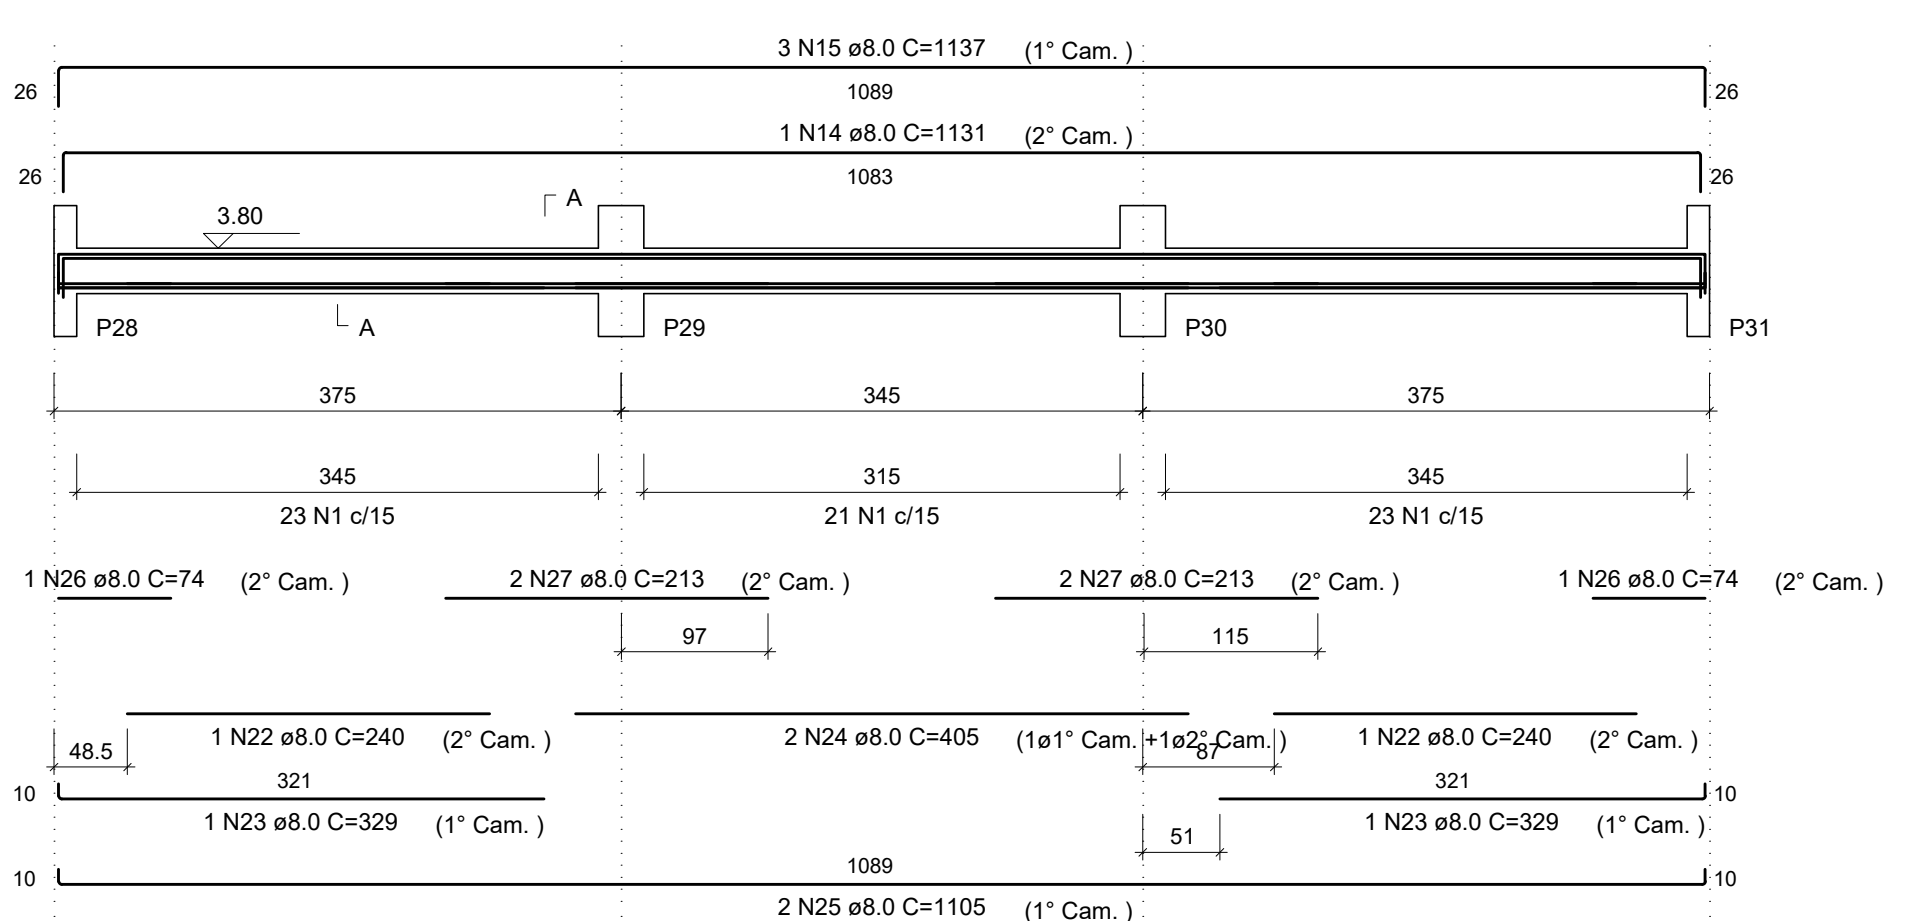 3 N15 ø8.0 C=1137 (1° Cam. )
26 1089 26
1 N14 ø8.0 C=1131 (2° Cam. )
26 1083 26
A
3.80
A
P28 P29 P30 P31
375 345 375
345 315 345
23 N1 c/15 21 N1 c/15 23 N1 c/15
1 N26 ø8.0 C=74 (2° Cam. ) 2 N27 ø8.0 C=213 (2° Cam. ) 2 N27 ø8.0 C=213 (2° Cam. ) 1 N26 ø8.0 C=74 (2° Cam. )
97 115
1 N22 ø8.0 C=240 (2° Cam. ) 2 N24 ø8.0 C=405 (1ø1° Cam. +1ø2° Cam. ) 1 N22 ø8.0 C=240 (2° Cam. )
48.5 87
10 321 321 10
1 N23 ø8.0 C=329 (1° Cam. ) 1 N23 ø8.0 C=329 (1° Cam. )
51
10 1089 10
2 N25 ø8.0 C=1105 (1° Cam. )